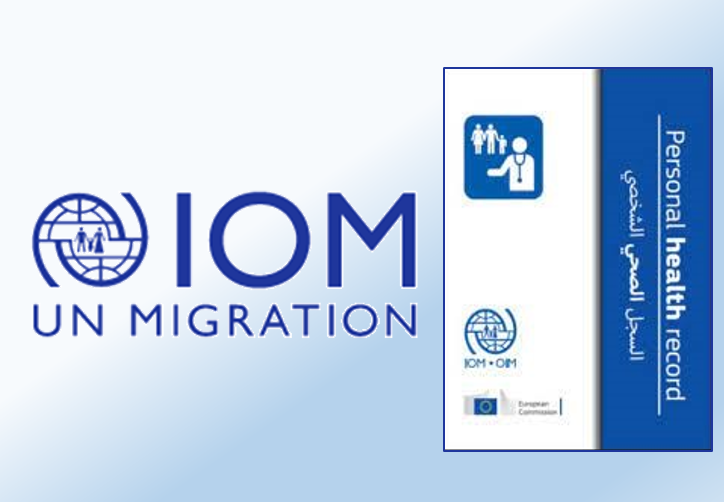 IOM
UN MIGRATION
Personal health record
السجل الصحي الشخصي
IOM • OIM
European
Commission